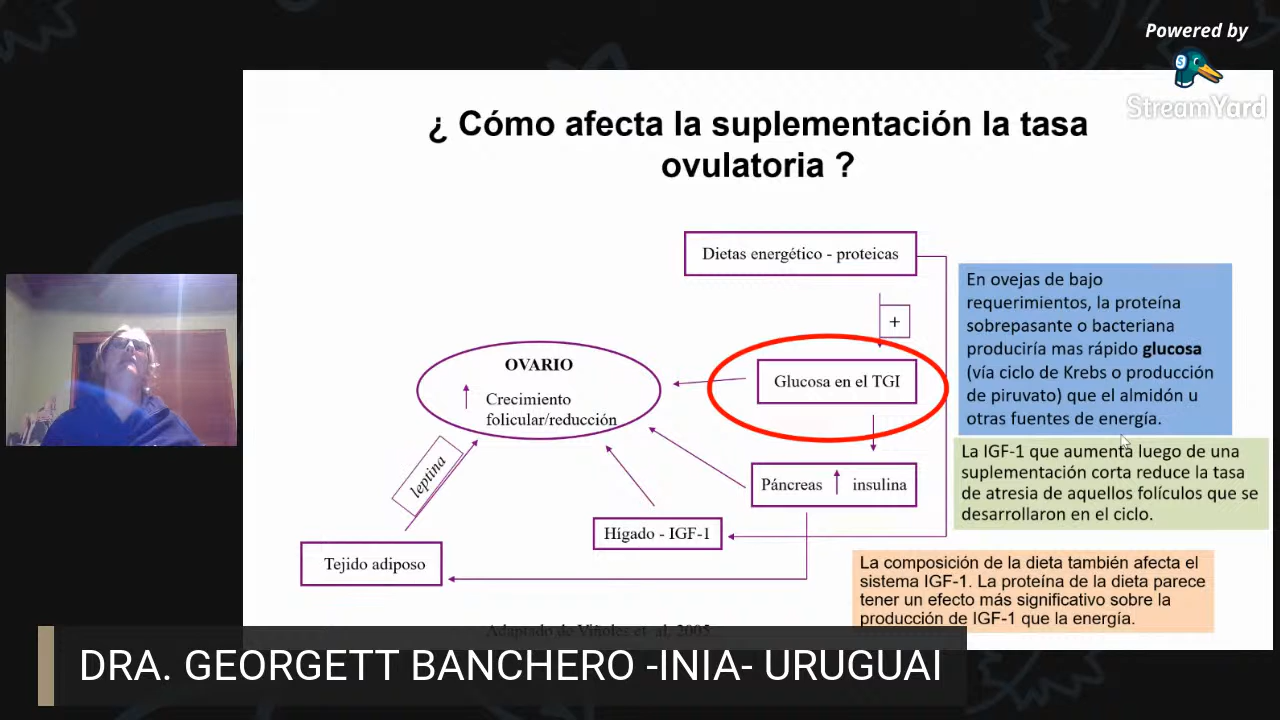 Powered by
StreamYard
¿ Cómo afecta la suplementación la tasa
ovulatoria ?
Dietas energético - proteicas
+
Glucosa en el TGI
OVARIO
Crecimiento
folicular/reducción
leptina
Páncreas insulina
Hígado - IGF-1
Tejido adiposo
En ovejas de bajo
requerimientos, la proteína
sobrepasante o bacteriana
produciría mas rápido glucosa
(vía ciclo de Krebs o producción
de piruvato) que el almidón u
otras fuentes de energía.
La IGF-1 que aumenta luego de una
suplementación corta reduce la tasa
de atresia de aquellos folículos que se
desarrollaron en el ciclo.
La composición de la dieta también afecta el
sistema IGF-1. La proteína de la dieta parece
tener un efecto más significativo sobre la
producción de IGF-1 que la energía.
Adaptado de Viñoles et al, 2005
DRA. GEORGETT BANCHERO -INIA- URUGUAI